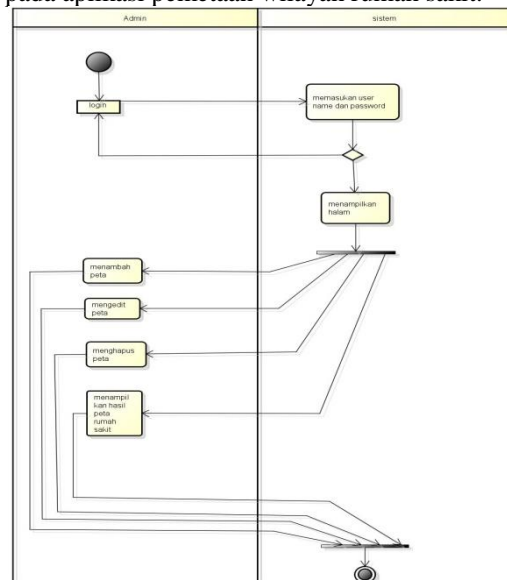 pada aplikasi pemetaan wilayah rumah sakit.
Admin
sistem
login
memasukan user
name dan password
menampilkan
halam
menambah
peta
mengedit
peta
menghapus
peta
menampil
kan hasil
peta
rumah
sakit